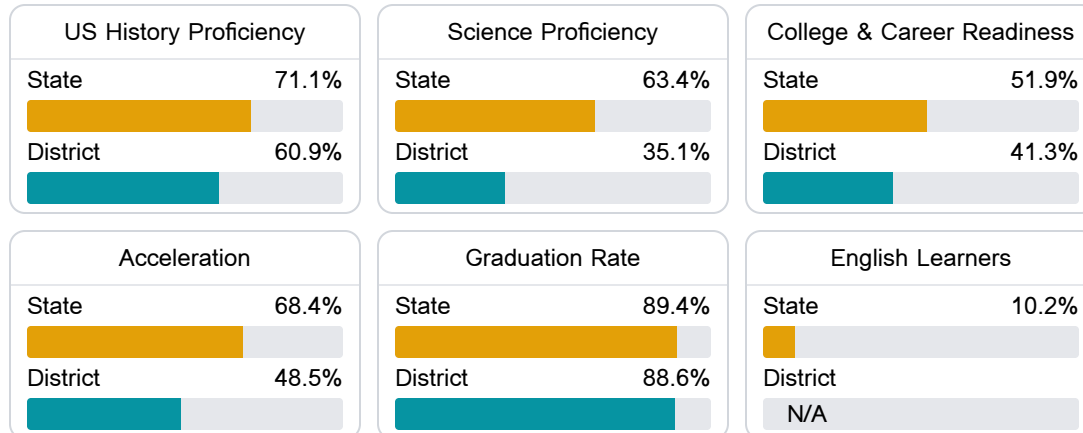 US History Proficiency
State 71.1%
District 60.9%
Science Proficiency
State 63.4%
District 35.1%
College & Career Readiness
State 51.9%
District 41.3%
Acceleration
State 68.4%
District 48.5%
Graduation Rate
State 89.4%
District 88.6%
English Learners
State 10.2%
District
N/A